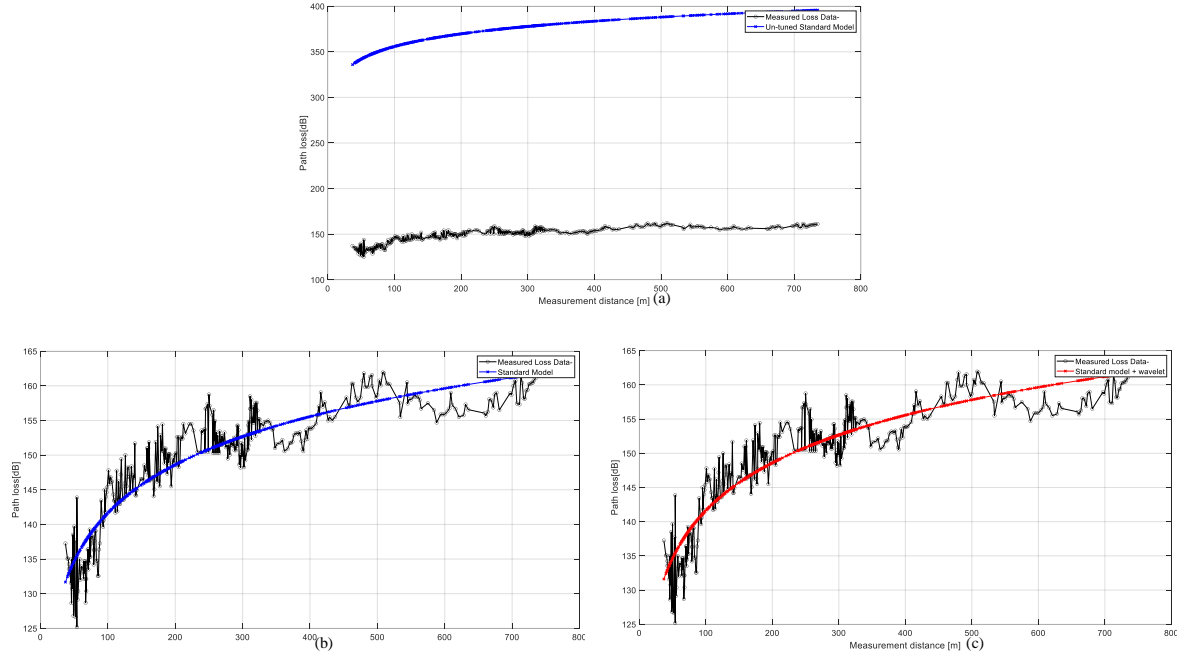 400
350
300
250
200
150
100
Path loss[dB]
Measured Loss Data-
Un-tuned Standard Model
0 100 200 300 400 500 600 700 800
Measurement distance [m] (a)
165
160
155
150
145
140
135
130
125
Path loss[dB]
Measured Loss Data-
Standard Model
0 100 200 300 400 500 600 700 800
(b)
165
160
155
150
145
140
135
130
125
Path loss[dB]
Measured Loss Data-
Standard model + wavelet
0 100 200 300 400 500 600 700 800
Measurement distance [m] (c)